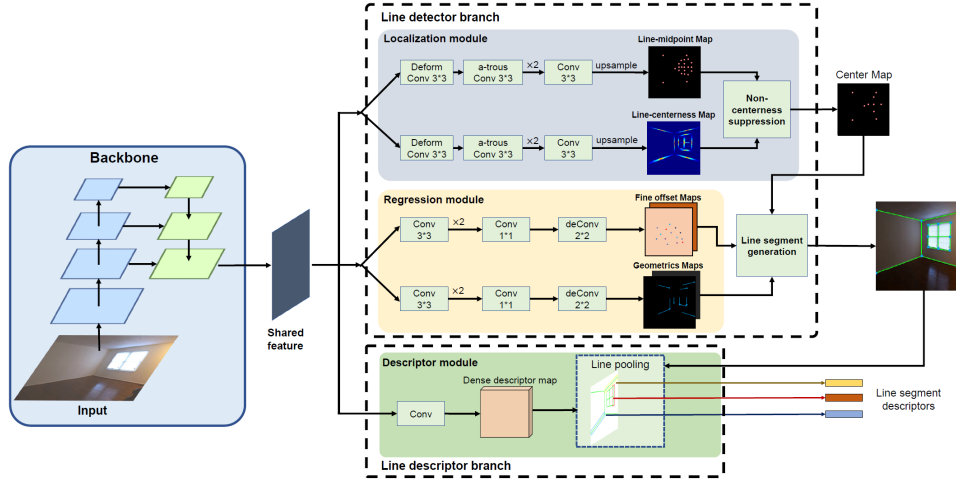 Line detector branch
Localization module
Line-midpoint Map
Deform
Conv 3*3
a-trous
Conv 3*3
×2
Conv
3*3
upsample
Non-
centerness
suppression
Center Map
Line-centerness Map
Deform
Conv 3*3
a-trous
Conv 3*3
×2
Conv
3*3
upsample
Backbone
Input
Shared
feature
Regression module
Fine offset Maps
Conv
3*3
×2
Conv
1*1
deConv
2*2
Line segment
generation
Geometrics Maps
Conv
3*3
×2
Conv
1*1
deConv
2*2
Descriptor module
Dense descriptor map
Line pooling
Conv
Line segment
descriptors
Line descriptor branch